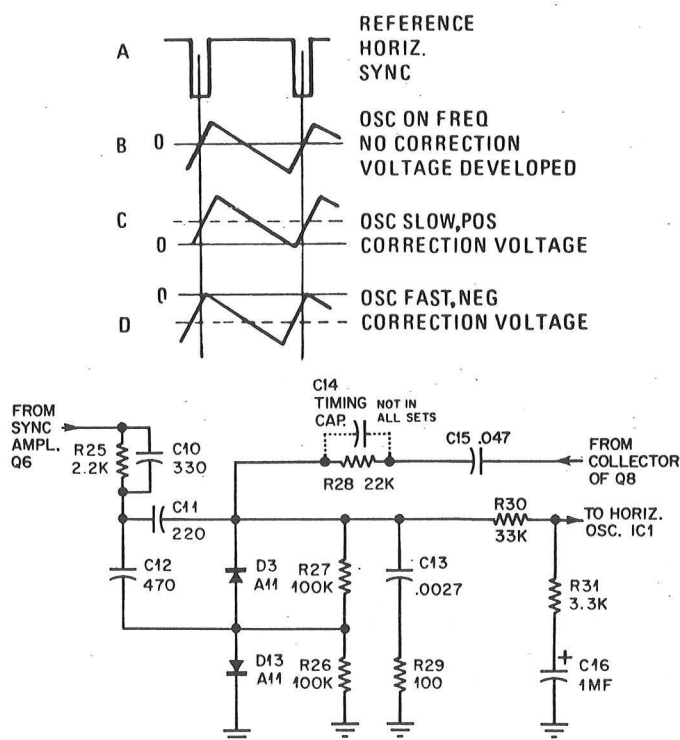 A
REFERENCE
HORIZ.
SYNC
B
0
OSC ON FREQ
NO CORRECTION
VOLTAGE DEVELOPED
C
0
OSC SLOW,POS
CORRECTION VOLTAGE
0
D
OSC FAST,NEG
CORRECTION VOLTAGE
FROM
SYNC
AMPL.
Q6
R25
2.2K
C10
330
C11
220
C12
470
C14
TIMING
CAP.
NOT IN
ALL SETS
R28 22K
C15 .047
FROM
COLLECTOR
OF Q8
D3
A11
R27
100K
C13
.0027
R30
33K
TO HORIZ.
OSC. IC1
R31
3.3K
D13
A11
R26
100K
R29
100
+
C16
1MF